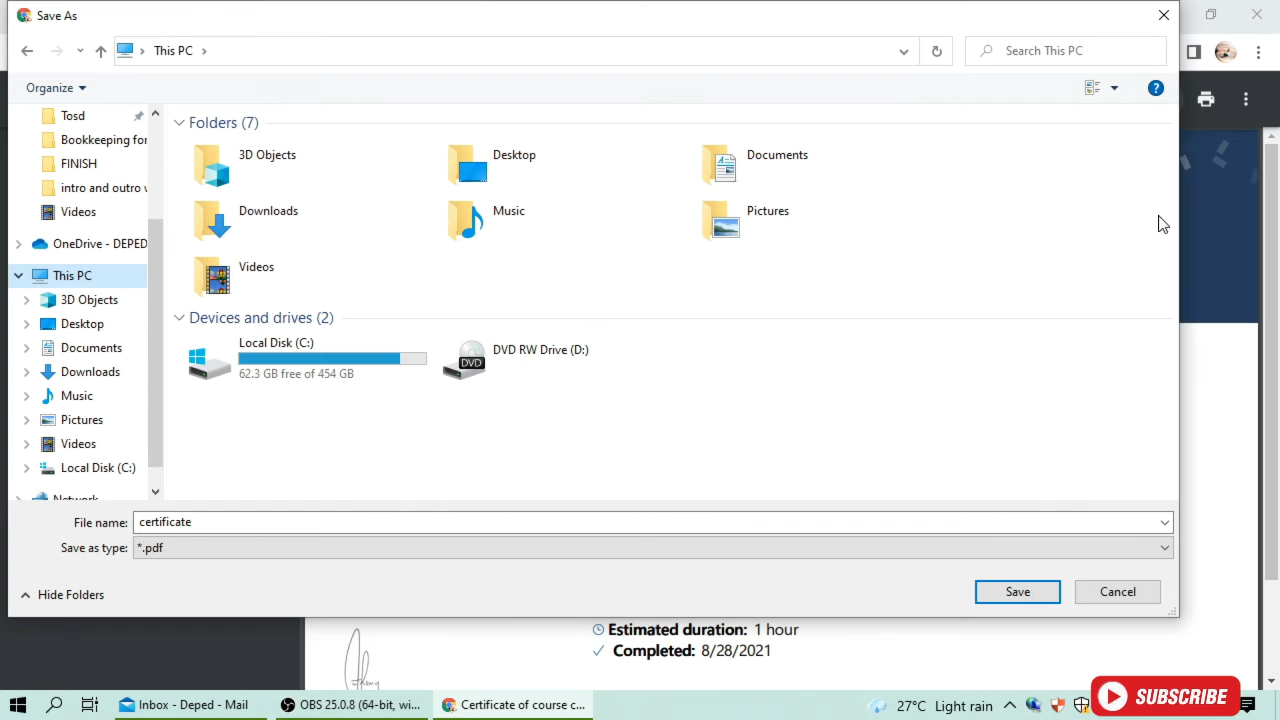 Save As
This PC
Search This PC
Organize
Tosd
Bookkeeping for
FINISH
intro and outro v
Videos
OneDrive - DEPED
This PC
3D Objects
Desktop
Documents
Downloads
Music
Pictures
Videos
Local Disk (C:)
Network
Folders (7)
3D Objects
Desktop
Documents
Downloads
Music
Pictures
Videos
Devices and drives (2)
Local Disk (C:)
62.3 GB free of 454 GB
DVD
DVD RW Drive (D:)
File name: certificate
Save as type: *.pdf
Hide Folders
Save
Cancel
Estimated duration: 1 hour
Completed: 8/28/2021
Inbox - Deped - Mail
OBS 25.0.8 (64-bit, wi...
Certificate of course c...
27°C Light rain
SUBSCRIBE